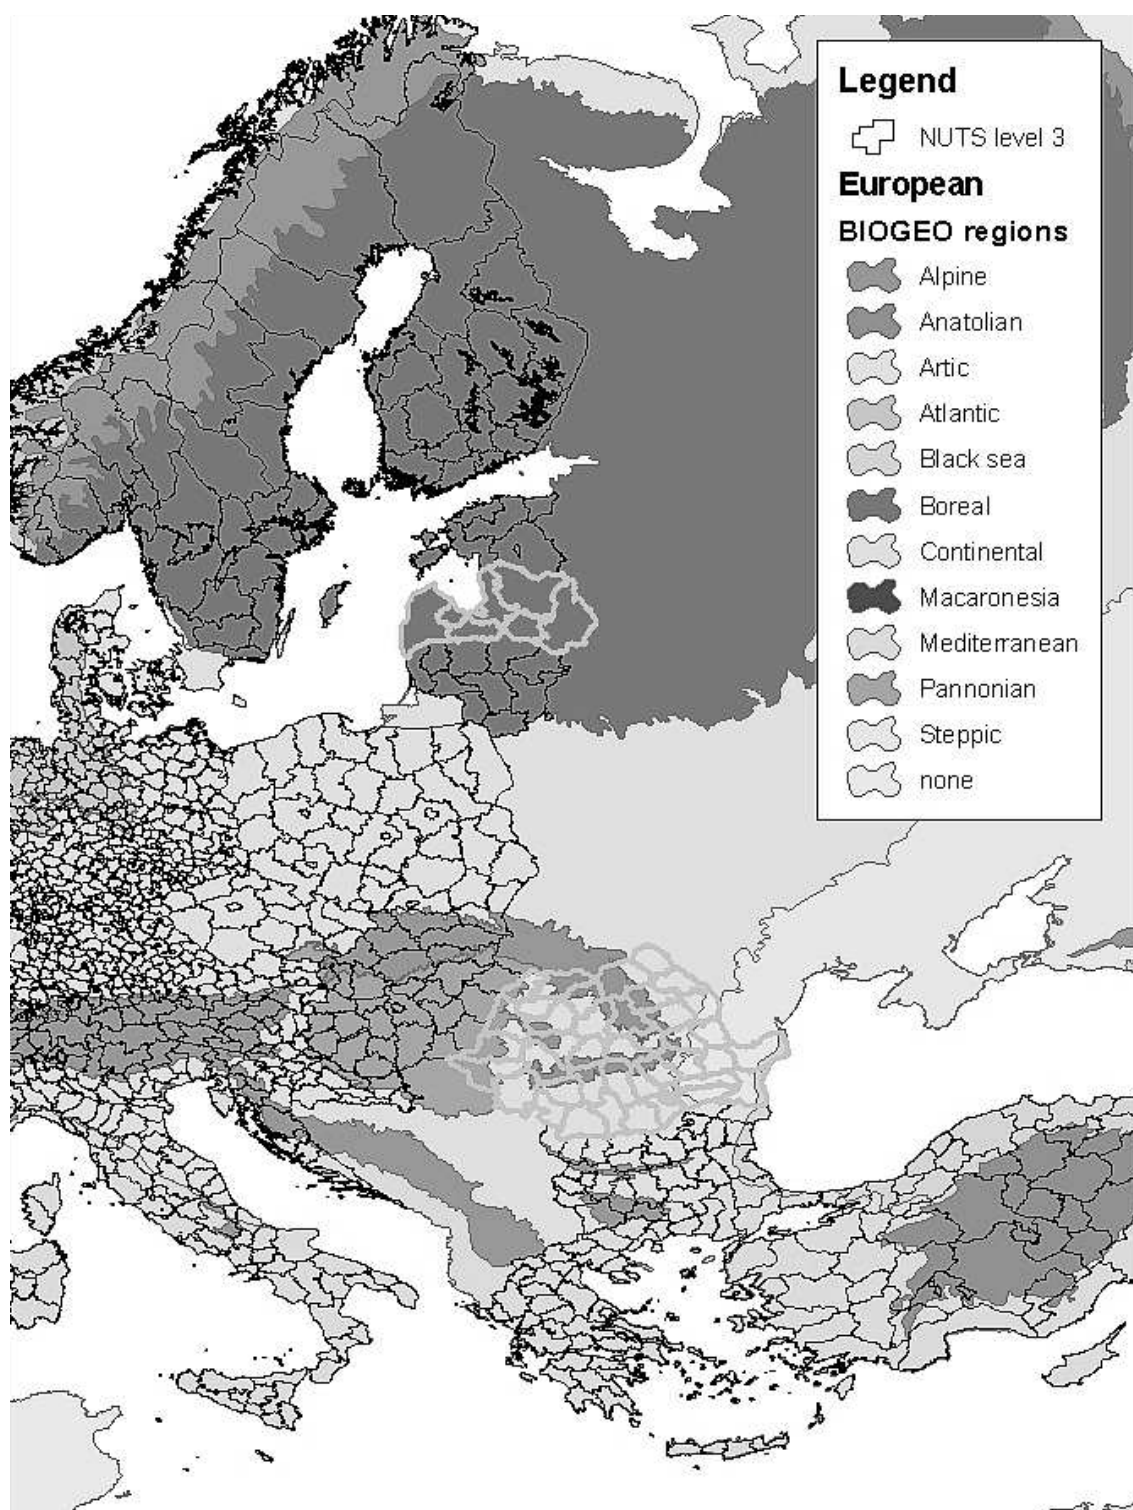 Legend
NUTS level 3
European
BIOGEO regions
Alpine
Anatolian
Artic
Atlantic
Black sea
Boreal
Continental
Macaronesia
Mediterranean
Pannonian
Steppic
none